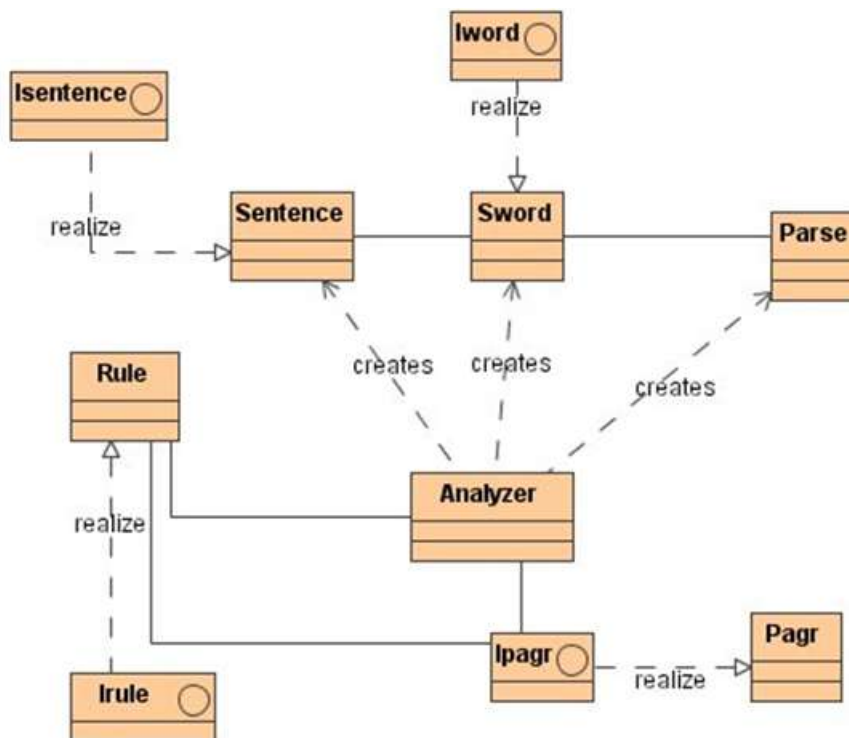 Iword
Isentence
realize
Sentence
Sword
Parse
realize
creates
creates
creates
Rule
Analyzer
realize
Ipagr
Pagr
realize
Irule